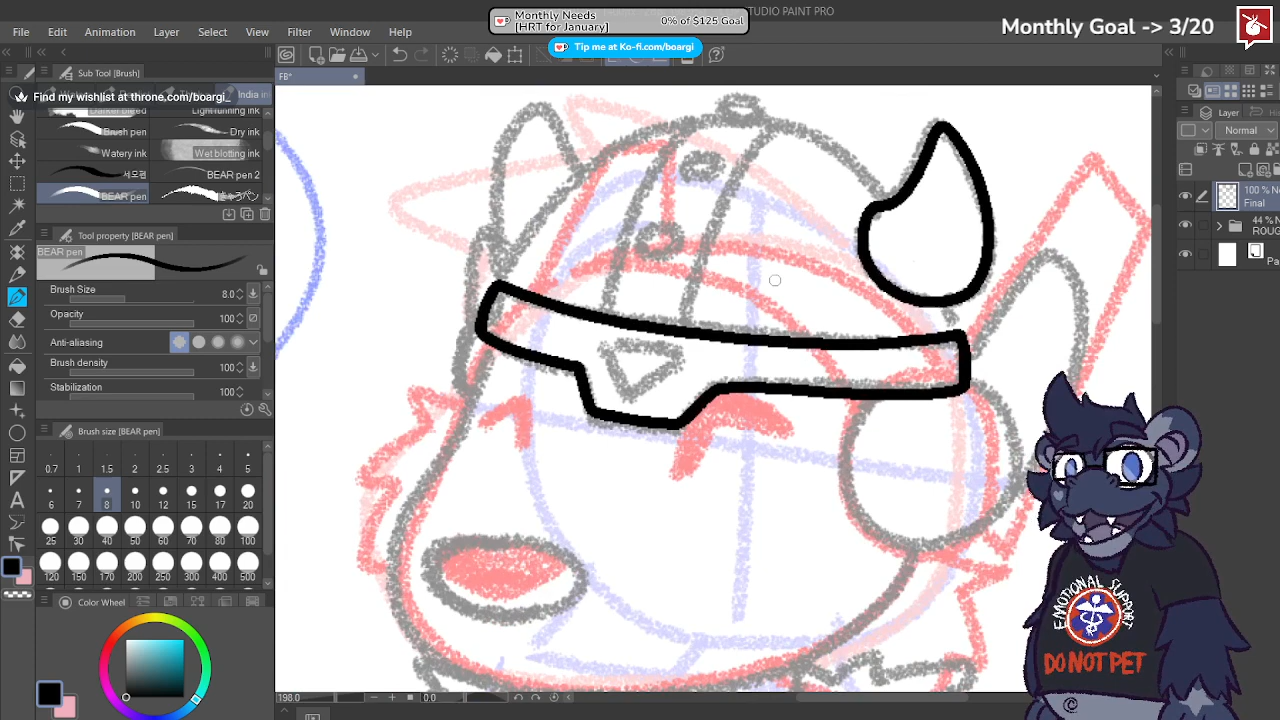 Monthly Needs
[HRT for January]
0% of $125 Goal
STUDIO PAINT PRO
Tip me at Ko-fi.com/boargi
Monthly Goal -> 3/20
File Edit Animation Layer Select View Filter Window Help
Sub Tool [Brush]
FB*
Find my wishlist at throne.com/boargi_
India in
Light running ink
Brush pen
Dry ink
Watery ink
Wet blotting ink
BEAR pen 2
BEAR pen
Tool property [BEAR pen]
BEAR pen
Brush Size 8.0
Opacity 100
Anti-aliasing
Brush density 100
Stabilization 100
Brush size [BEAR pen]
0.7 1 1.5 2 2.5 3 4 5
6 7 8 10 12 15 17 20
25 30 40 50 60 70 80 100
120 150 170 200 250 300 400 500
Color Wheel
198.0
0.0
Layer
Normal
100 % N
Final
44 % N
ROUG
Pa
EMOTIONAL SUPPORT
DO NOT PET